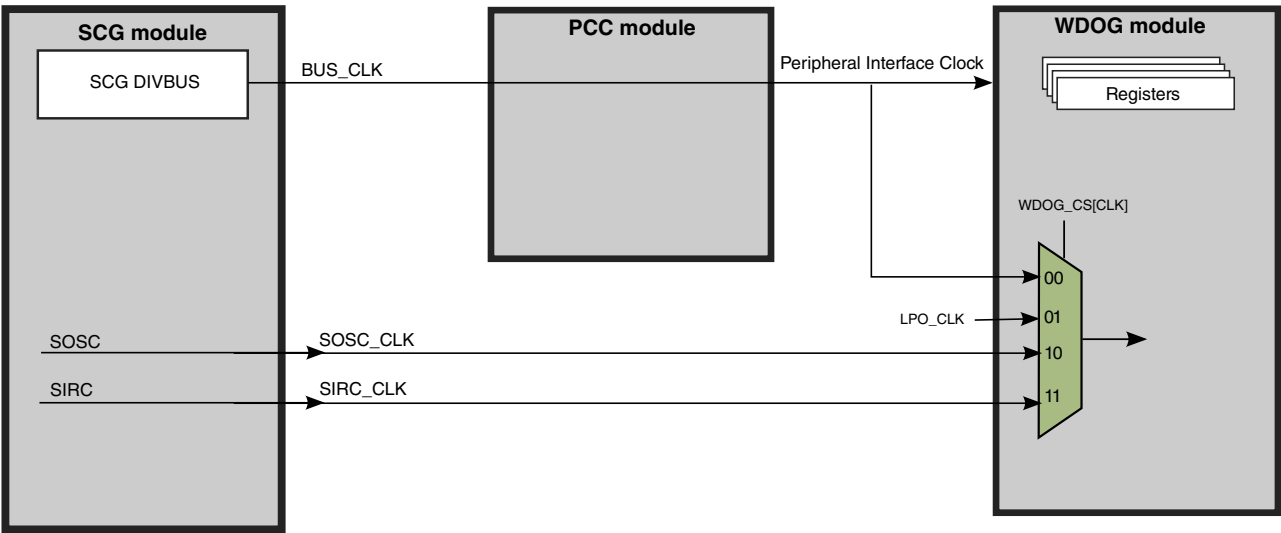 SCG module
PCC module
WDOG module
SCG DIVBUS
BUS_CLK
Peripheral Interface Clock
Registers
WDOG_CS[CLK]
00
LPO_CLK
01
SOSC
SOSC_CLK
10
SIRC
SIRC_CLK
11